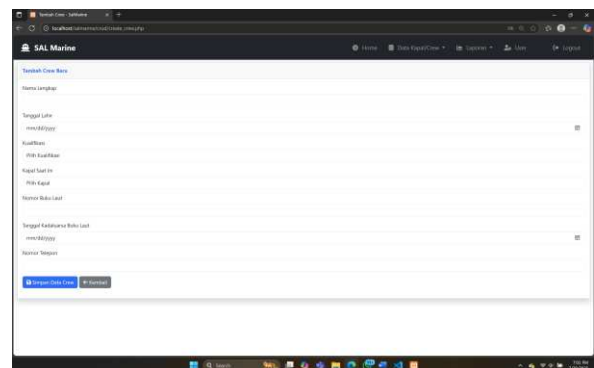 Tambah Crew - SalMarine
localhost/salmarine/crud/create_crew.php
SAL Marine
Home
Data Kapal/Crew
Laporan
User
Logout
Tambah Crew Baru
Nama Lengkap
Tanggal Lahir
mm/dd/yyyy
Kualifikasi
Pilih Kualifikasi
Kapal Saat Ini
Pilih Kapal
Nomor Buku Laut
Tanggal Kadaluarsa Buku Laut
mm/dd/yyyy
Nomor Telepon
Simpan Data Crew
Kembali
Search